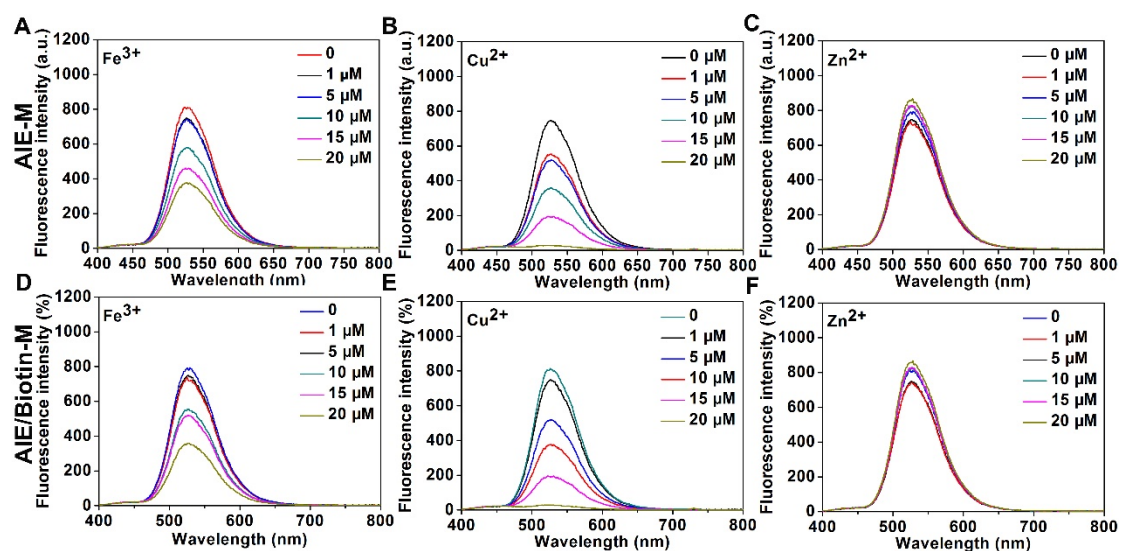 A
Fe3+
0
1 µM
5 µM
10 µM
15 µM
20 µM
1200
1000
800
600
400
200
0
400 450 500 550 600 650 700 750 800
Wavelength (nm)
Fluorescence intensity (a.u.)
AIE-M
B
Cu2+
0 µM
1 µM
5 µM
10 µM
15 µM
20 µM
1200
1000
800
600
400
200
0
400 450 500 550 600 650 700 750 800
Wavelength (nm)
Fluorescence intensity (a.u.)
C
Zn2+
0 µM
1 µM
5 µM
10 µM
15 µM
20 µM
1200
1000
800
600
400
200
0
400 450 500 550 600 650 700 750 800
Wavelength (nm)
Fluorescence intensity (a.u.)
D
Fe3+
0
1 µM
5 µM
10 µM
15 µM
20 µM
1200
1000
800
600
400
200
0
400 500 600 700 800
Wavelength (nm)
Fluorescence intensity (%)
AIE/Biotin-M
E
Cu2+
0
1 µM
5 µM
10 µM
15 µM
20 µM
1200
1000
800
600
400
200
0
400 500 600 700 800
Wavelength (nm)
Fluorescence intensity (%)
F
Zn2+
0
1 µM
5 µM
10 µM
15 µM
20 µM
1200
1000
800
600
400
200
0
400 500 600 700 800
Wavelength (nm)
Fluorescence intensity (%)